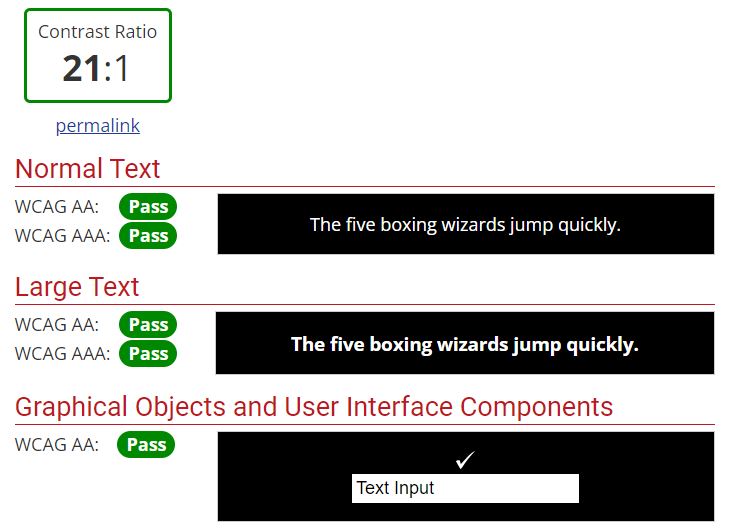 Contrast Ratio
21:1
permalink
Normal Text
WCAG AA: Pass
WCAG AAA: Pass
The five boxing wizards jump quickly.
Large Text
WCAG AA: Pass
WCAG AAA: Pass
The five boxing wizards jump quickly.
Graphical Objects and User Interface Components
WCAG AA: Pass
✓
Text Input